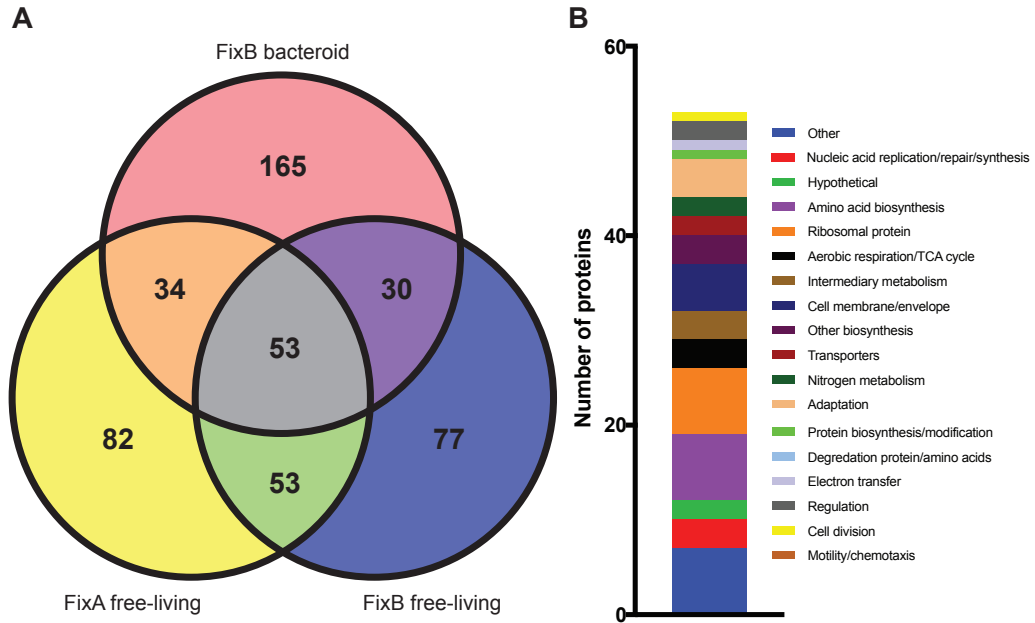 A
FixB bacteroid
165
34
30
53
82
77
53
FixA free-living
FixB free-living
B
60
40
20
0
Number of proteins
Other
Nucleic acid replication/repair/synthesis
Hypothetical
Amino acid biosynthesis
Ribosomal protein
Aerobic respiration/TCA cycle
Intermediary metabolism
Cell membrane/envelope
Other biosynthesis
Transporters
Nitrogen metabolism
Adaptation
Protein biosynthesis/modification
Degredation protein/amino acids
Electron transfer
Regulation
Cell division
Motility/chemotaxis